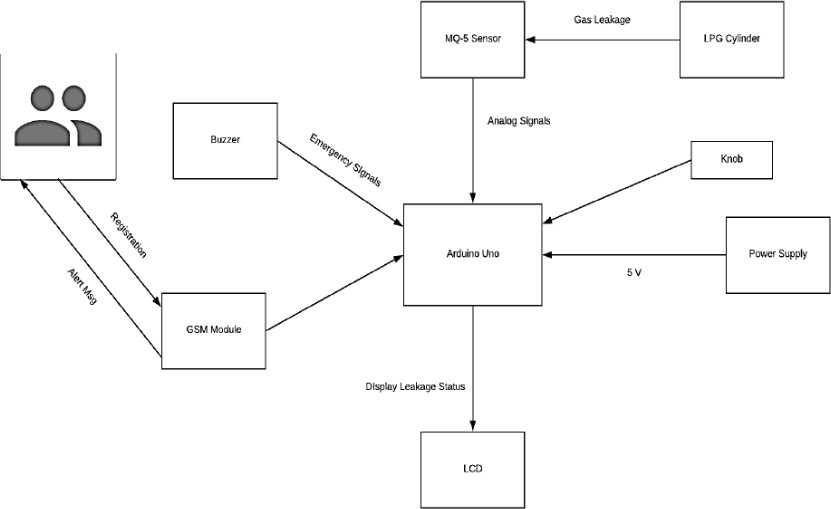 Gas Leakage
MQ-5 Sensor
LPG Cylinder
Analog Signals
Buzzer
Emergency Signals
Knob
Registration
Arduino Uno
Power Supply
5 V
Alert Msg
GSM Module
DIsplay Leakage Status
LCD